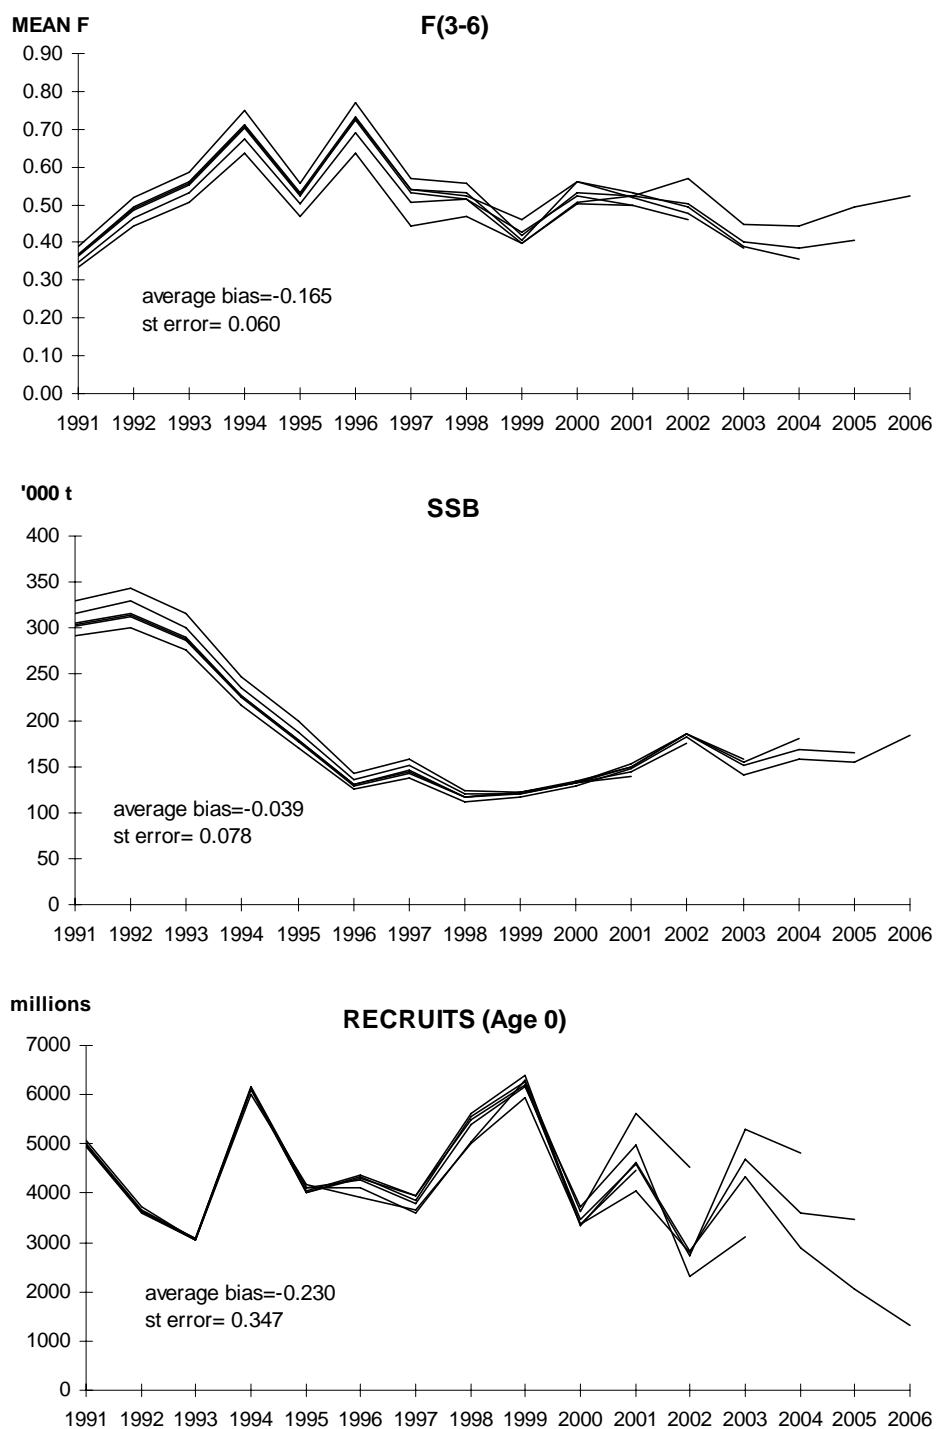 MEAN F
F(3-6)
0.90
0.80
0.70
0.60
0.50
0.40
0.30
0.20
0.10
0.00
average bias=-0.165
st error= 0.060
1991 1992 1993 1994 1995 1996 1997 1998 1999 2000 2001 2002 2003 2004 2005 2006
'000 t
SSB
400
350
300
250
200
150
100
50
0
average bias=-0.039
st error= 0.078
1991 1992 1993 1994 1995 1996 1997 1998 1999 2000 2001 2002 2003 2004 2005 2006
millions
RECRUITS (Age 0)
7000
6000
5000
4000
3000
2000
1000
0
average bias=-0.230
st error= 0.347
1991 1992 1993 1994 1995 1996 1997 1998 1999 2000 2001 2002 2003 2004 2005 2006